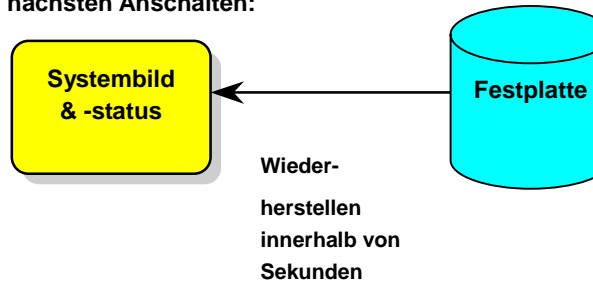 nächsten Anschalten:
Systembild
& -status
Festplatte
Wieder-
herstellen
innerhalb von
Sekunden